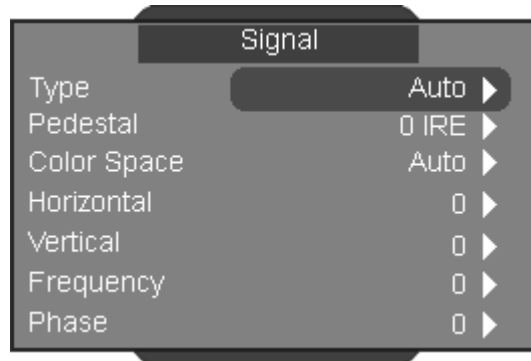 Signal
Type Auto
Pedestal 0 IRE
Color Space Auto
Horizontal 0
Vertical 0
Frequency 0
Phase 0